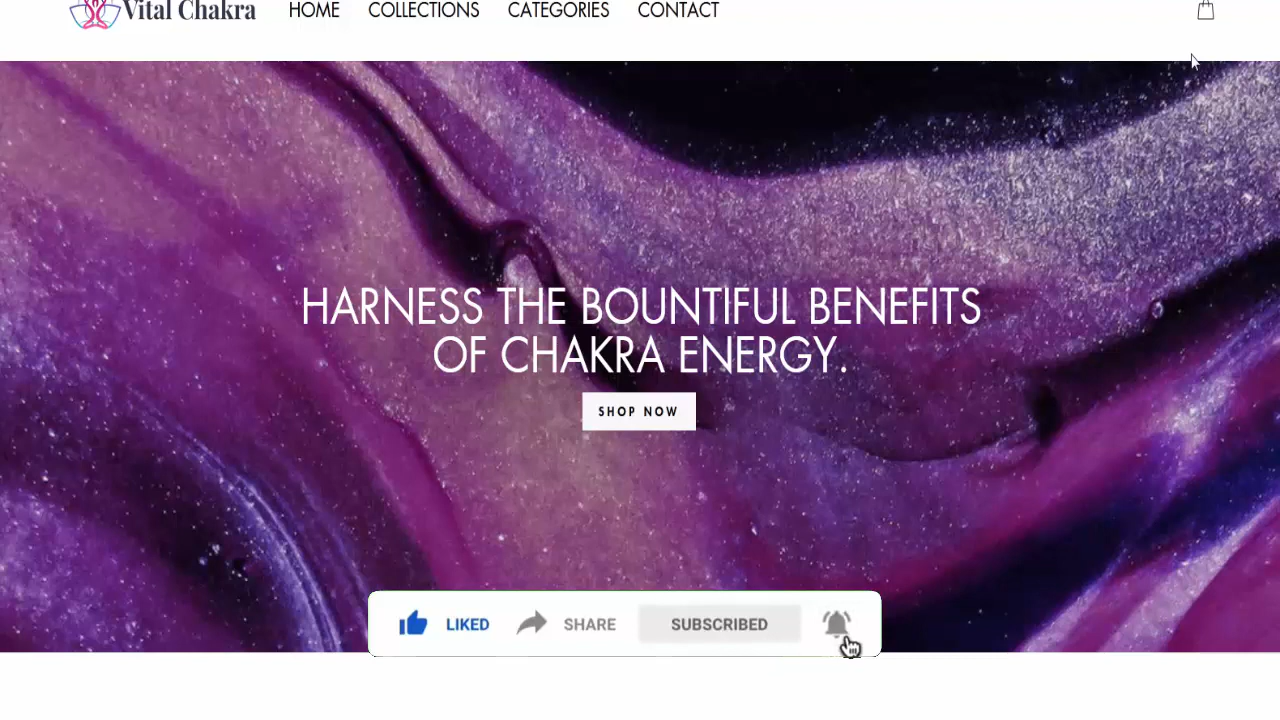 Vital Chakra
HOME COLLECTIONS CATEGORIES CONTACT
HARNESS THE BOUNTIFUL BENEFITS
OF CHAKRA ENERGY.
SHOP NOW
LIKED SHARE SUBSCRIBED